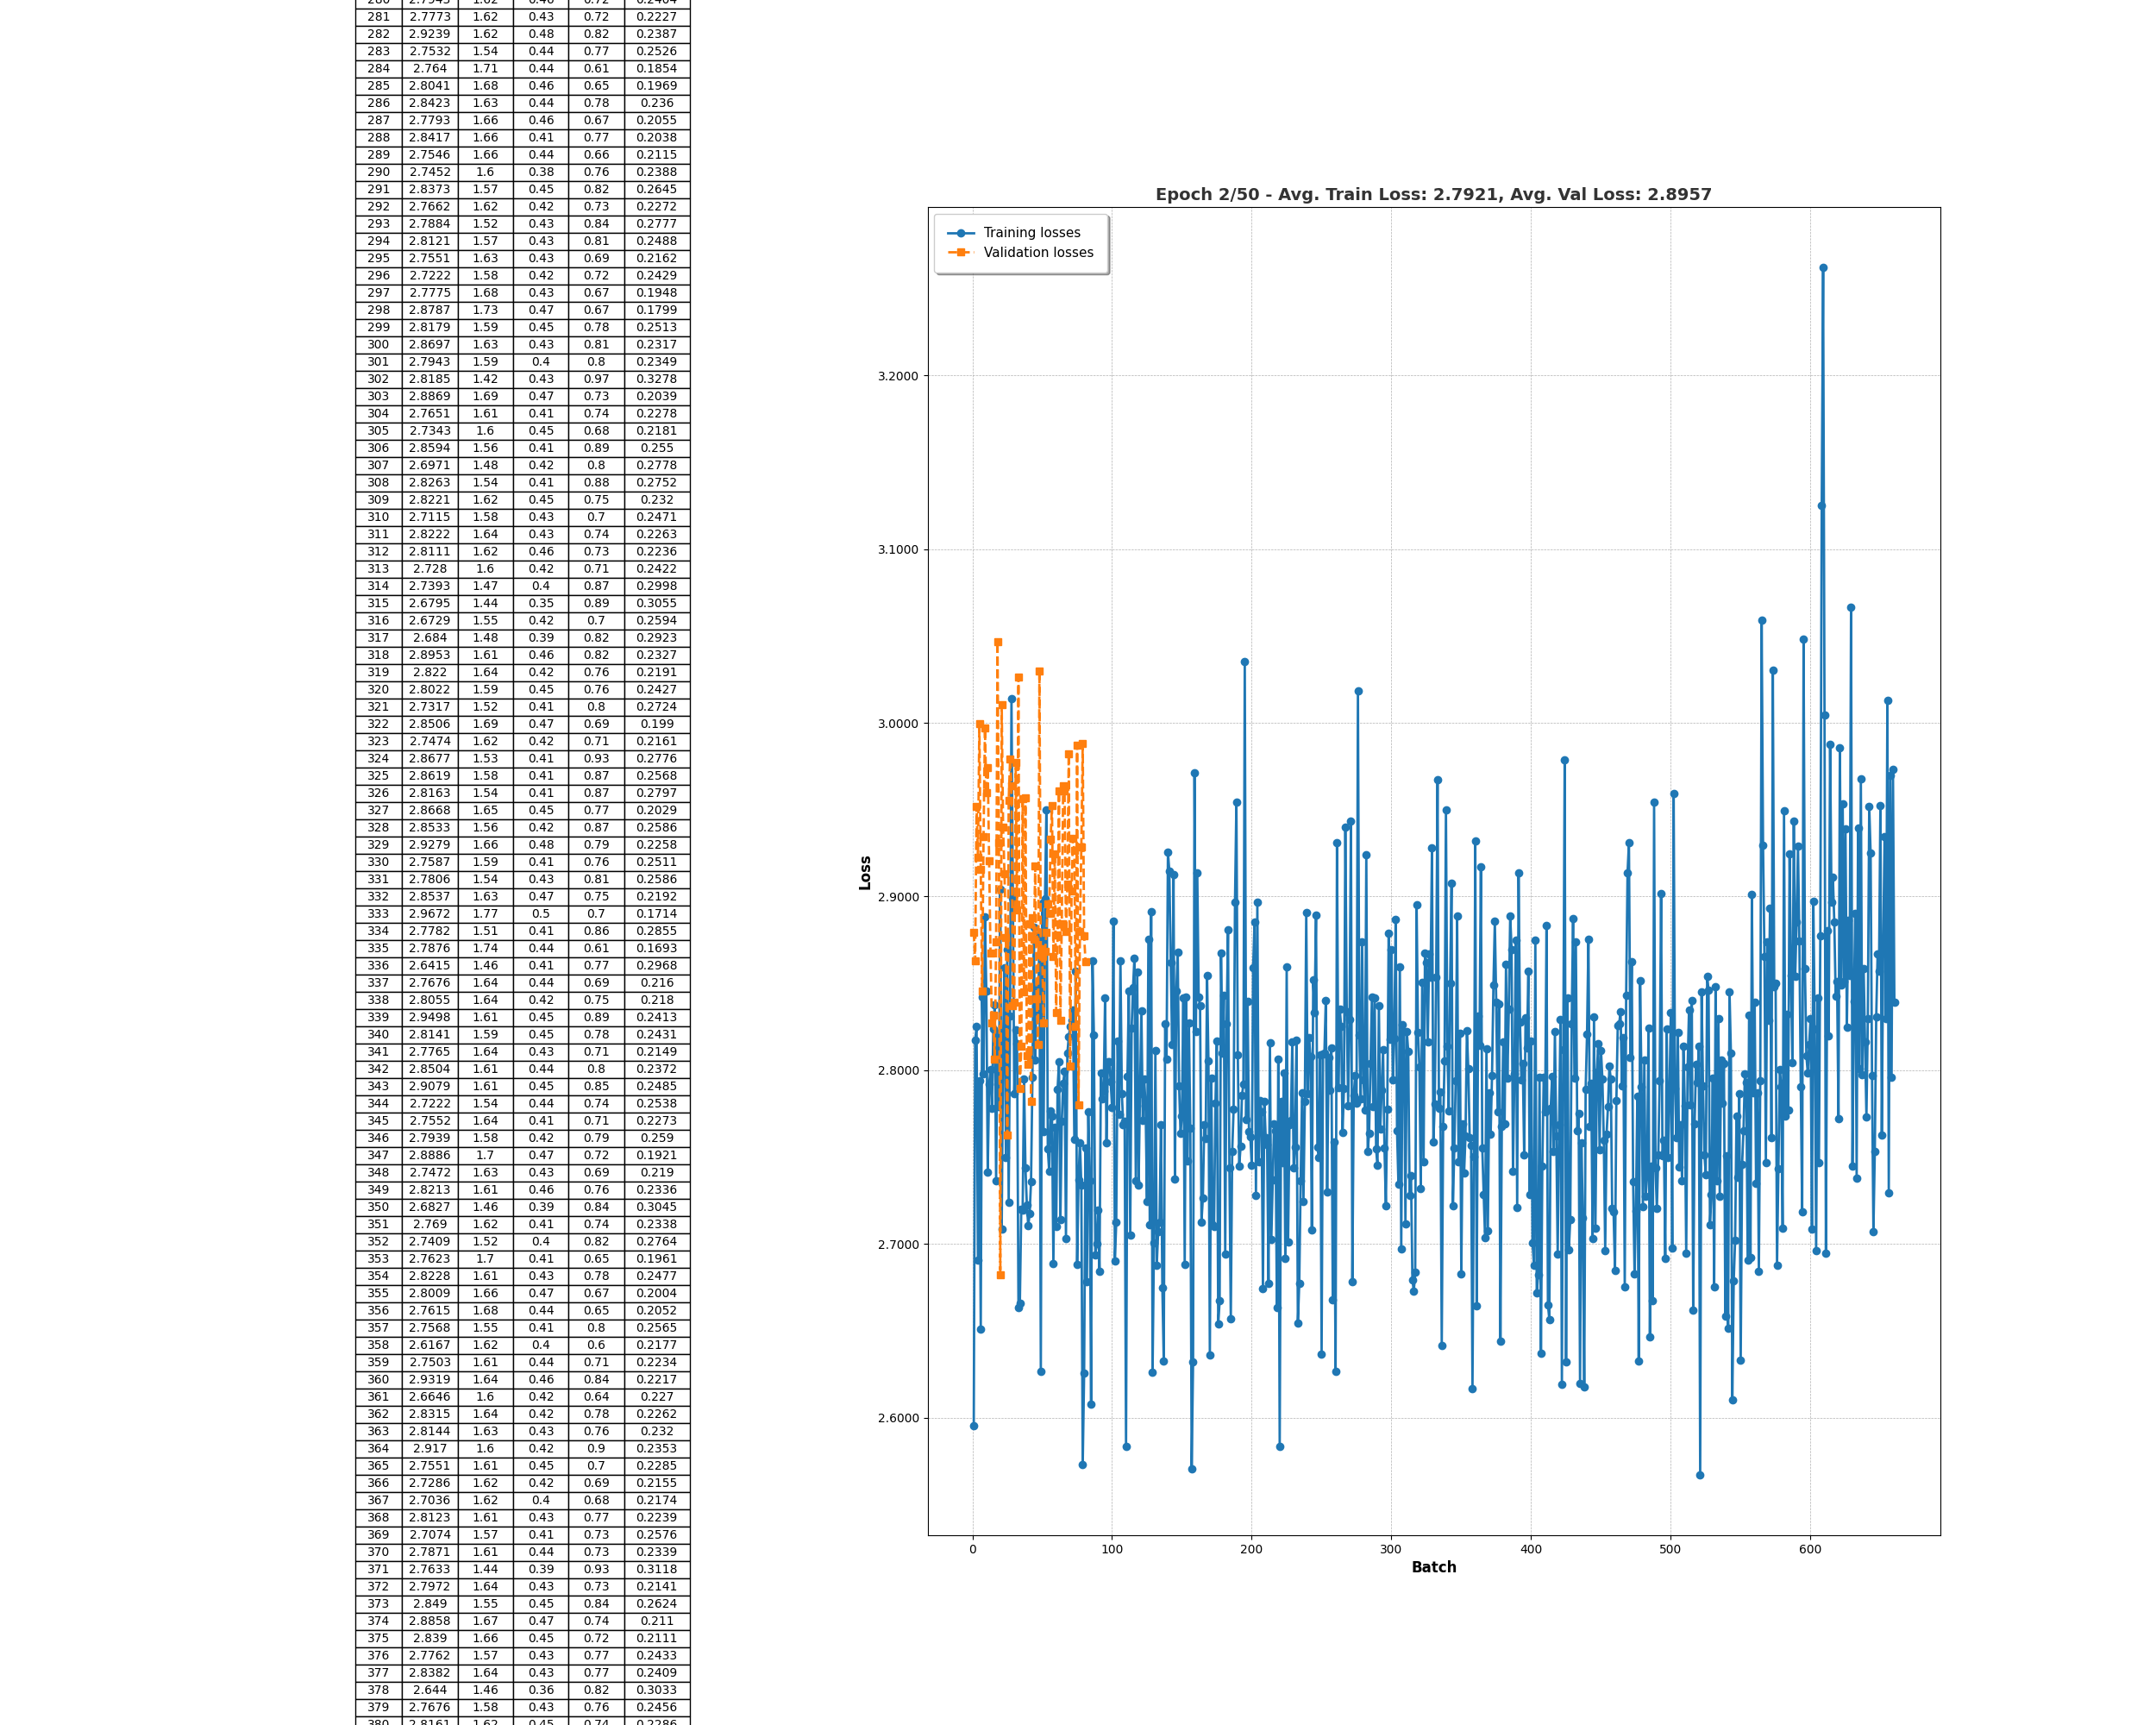 281 2.7773 1.62 0.43 0.72 0.2227
282 2.9239 1.62 0.48 0.82 0.2387
283 2.7532 1.54 0.44 0.77 0.2526
284 2.764 1.71 0.44 0.61 0.1854
285 2.8041 1.68 0.46 0.65 0.1969
286 2.8423 1.63 0.44 0.78 0.236
287 2.7793 1.66 0.46 0.67 0.2055
288 2.8417 1.66 0.41 0.77 0.2038
289 2.7546 1.66 0.44 0.66 0.2115
290 2.7452 1.6 0.38 0.76 0.2388
291 2.8373 1.57 0.45 0.82 0.2645
292 2.7662 1.62 0.42 0.73 0.2272
293 2.7884 1.52 0.43 0.84 0.2777
294 2.8121 1.57 0.43 0.81 0.2488
295 2.7551 1.63 0.43 0.69 0.2162
296 2.7222 1.58 0.42 0.72 0.2429
297 2.7775 1.68 0.43 0.67 0.1948
298 2.8787 1.73 0.47 0.67 0.1799
299 2.8179 1.59 0.45 0.78 0.2513
300 2.8697 1.63 0.43 0.81 0.2317
301 2.7943 1.59 0.4 0.8 0.2349
302 2.8185 1.42 0.43 0.97 0.3278
303 2.8869 1.69 0.47 0.73 0.2039
304 2.7651 1.61 0.41 0.74 0.2278
305 2.7343 1.6 0.45 0.68 0.2181
306 2.8594 1.56 0.41 0.89 0.255
307 2.6971 1.48 0.42 0.8 0.2778
308 2.8263 1.54 0.41 0.88 0.2752
309 2.8221 1.62 0.45 0.75 0.232
310 2.7115 1.58 0.43 0.7 0.2471
311 2.8222 1.64 0.43 0.74 0.2263
312 2.8111 1.62 0.46 0.73 0.2236
313 2.728 1.6 0.42 0.71 0.2422
314 2.7393 1.47 0.4 0.87 0.2998
315 2.6795 1.44 0.35 0.89 0.3055
316 2.6729 1.55 0.42 0.7 0.2594
317 2.684 1.48 0.39 0.82 0.2923
318 2.8953 1.61 0.46 0.82 0.2327
319 2.822 1.64 0.42 0.76 0.2191
320 2.8022 1.59 0.45 0.76 0.2427
321 2.7317 1.52 0.41 0.8 0.2724
322 2.8506 1.69 0.47 0.69 0.199
323 2.7474 1.62 0.42 0.71 0.2161
324 2.8677 1.53 0.41 0.93 0.2776
325 2.8619 1.58 0.41 0.87 0.2568
326 2.8163 1.54 0.41 0.87 0.2797
327 2.8668 1.65 0.45 0.77 0.2029
328 2.8533 1.56 0.42 0.87 0.2586
329 2.9279 1.66 0.48 0.79 0.2258
330 2.7587 1.59 0.41 0.76 0.2511
331 2.7806 1.54 0.43 0.81 0.2586
332 2.8537 1.63 0.47 0.75 0.2192
333 2.9672 1.77 0.5 0.7 0.1714
334 2.7782 1.51 0.41 0.86 0.2855
335 2.7876 1.74 0.44 0.61 0.1693
336 2.6415 1.46 0.41 0.77 0.2968
337 2.7676 1.64 0.44 0.69 0.216
338 2.8055 1.64 0.42 0.75 0.218
339 2.9498 1.61 0.45 0.89 0.2413
340 2.8141 1.59 0.45 0.78 0.2431
341 2.7765 1.64 0.43 0.71 0.2149
342 2.8504 1.61 0.44 0.8 0.2372
343 2.9079 1.61 0.45 0.85 0.2485
344 2.7222 1.54 0.44 0.74 0.2538
345 2.7552 1.64 0.41 0.71 0.2273
346 2.7939 1.58 0.42 0.79 0.259
347 2.8886 1.7 0.47 0.72 0.1921
348 2.7472 1.63 0.43 0.69 0.219
349 2.8213 1.61 0.46 0.76 0.2336
350 2.6827 1.46 0.39 0.84 0.3045
351 2.769 1.62 0.41 0.74 0.2338
352 2.7409 1.52 0.4 0.82 0.2764
353 2.7623 1.7 0.41 0.65 0.1961
354 2.8228 1.61 0.43 0.78 0.2477
355 2.8009 1.66 0.47 0.67 0.2004
356 2.7615 1.68 0.44 0.65 0.2052
357 2.7568 1.55 0.41 0.8 0.2565
358 2.6167 1.62 0.4 0.6 0.2177
359 2.7503 1.61 0.44 0.71 0.2234
360 2.9319 1.64 0.46 0.84 0.2217
361 2.6646 1.6 0.42 0.64 0.227
362 2.8315 1.64 0.42 0.78 0.2262
363 2.8144 1.63 0.43 0.76 0.232
364 2.917 1.6 0.42 0.9 0.2353
365 2.7551 1.61 0.45 0.7 0.2285
366 2.7286 1.62 0.42 0.69 0.2155
367 2.7036 1.62 0.4 0.68 0.2174
368 2.8123 1.61 0.43 0.77 0.2239
369 2.7074 1.57 0.41 0.73 0.2576
370 2.7871 1.61 0.44 0.73 0.2339
371 2.7633 1.44 0.39 0.93 0.3118
372 2.7972 1.64 0.43 0.73 0.2141
373 2.849 1.55 0.45 0.84 0.2624
374 2.8858 1.67 0.47 0.74 0.211
375 2.839 1.66 0.45 0.72 0.2111
376 2.7762 1.57 0.43 0.77 0.2433
377 2.8382 1.64 0.43 0.77 0.2409
378 2.644 1.46 0.36 0.82 0.3033
379 2.7676 1.58 0.43 0.76 0.2456
380 2.8161 1.62 0.45 0.74 0.2286
Epoch 2/50 - Avg. Train Loss: 2.7921, Avg. Val Loss: 2.8957
Training losses
Validation losses
3.2000
3.1000
3.0000
2.9000
2.8000
2.7000
2.6000
Loss
0 100 200 300 400 500 600
Batch